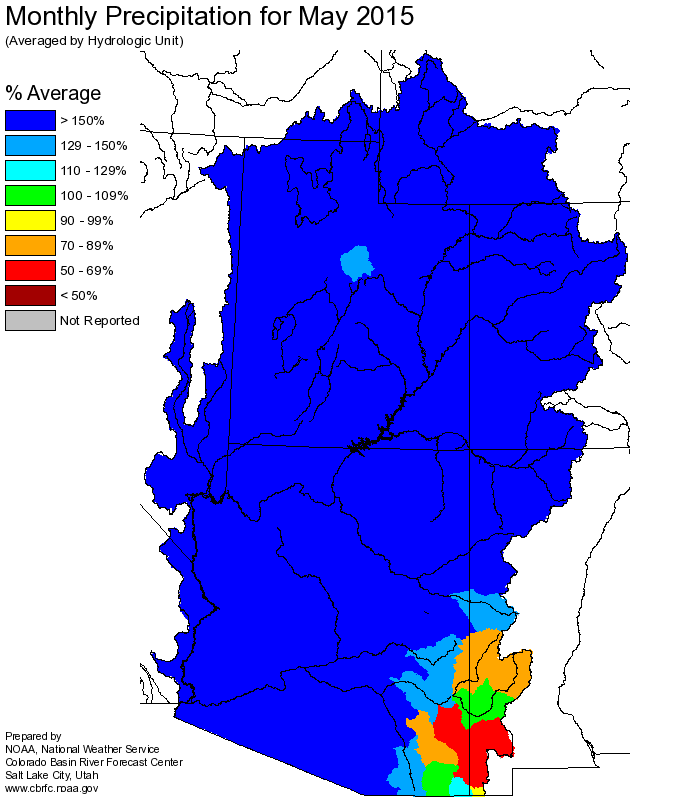 Monthly Precipitation for May 2015
(Averaged by Hydrologic Unit)
% Average
> 150%
129 - 150%
110 - 129%
100 - 109%
90 - 99%
70 - 89%
50 - 69%
< 50%
Not Reported
Prepared by
NOAA, National Weather Service
Colorado Basin River Forecast Center
Salt Lake City, Utah
www.cbrfc.noaa.gov